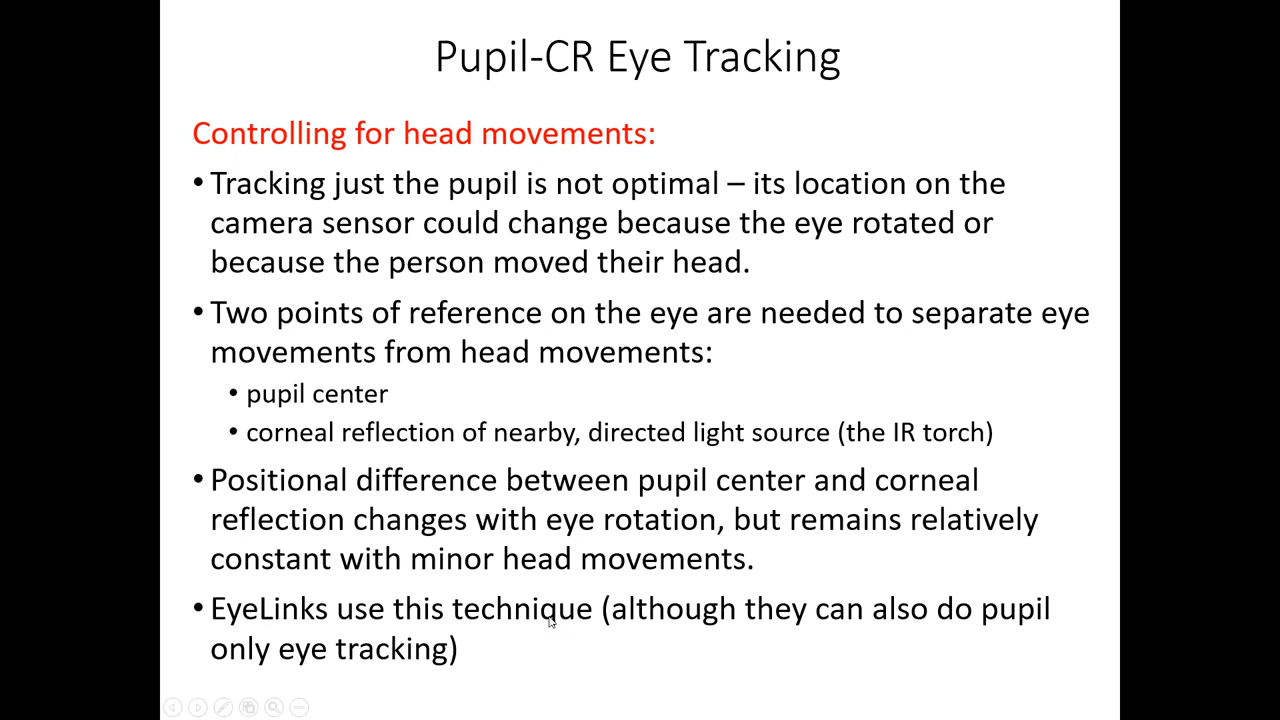 Pupil-CR Eye Tracking
Controlling for head movements:
• Tracking just the pupil is not optimal – its location on the
camera sensor could change because the eye rotated or
because the person moved their head.
• Two points of reference on the eye are needed to separate eye
movements from head movements:
• pupil center
• corneal reflection of nearby, directed light source (the IR torch)
• Positional difference between pupil center and corneal
reflection changes with eye rotation, but remains relatively
constant with minor head movements.
• EyeLinks use this technique (although they can also do pupil
only eye tracking)